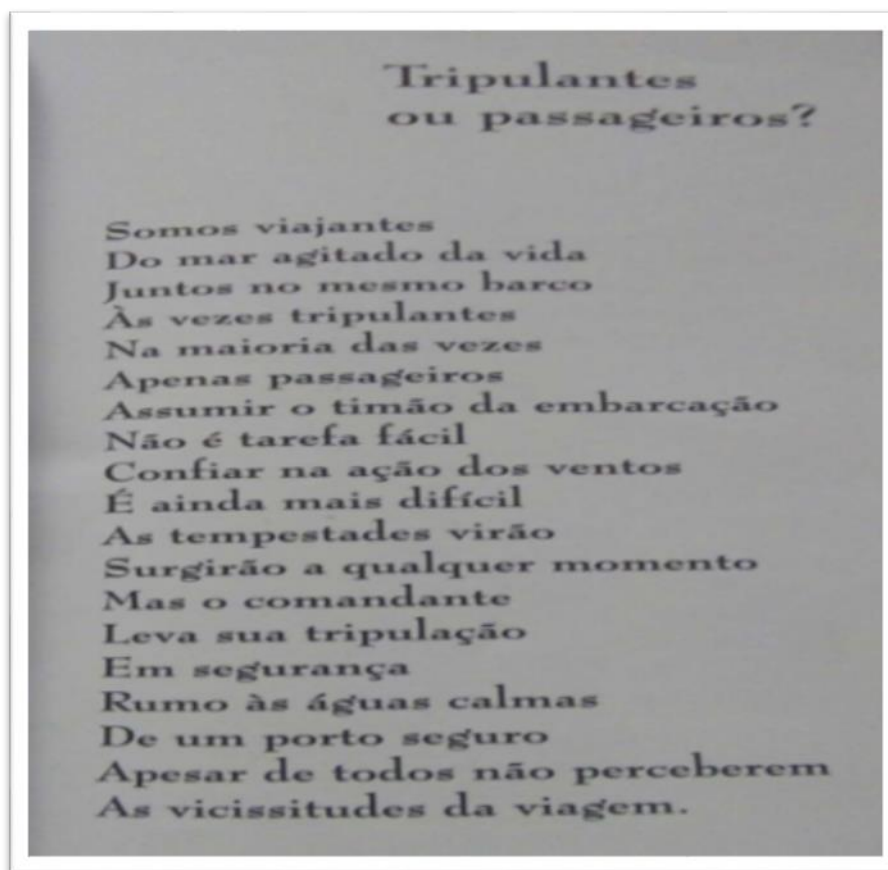 Tripulantes
ou passageiros?
Somos viajantes
Do mar agitado da vida
Juntos no mesmo barco
Às vezes tripulantes
Na maioria das vezes
Apenas passageiros
Assumir o timão da embarcação
Não é tarefa fácil
Confiar na ação dos ventos
É ainda mais difícil
As tempestades virão
Surgirão a qualquer momento
Mas o comandante
Leva sua tripulação
Em segurança
Rumo às águas calmas
De um porto seguro
Apesar de todos não perceberem
As vicissitudes da viagem.